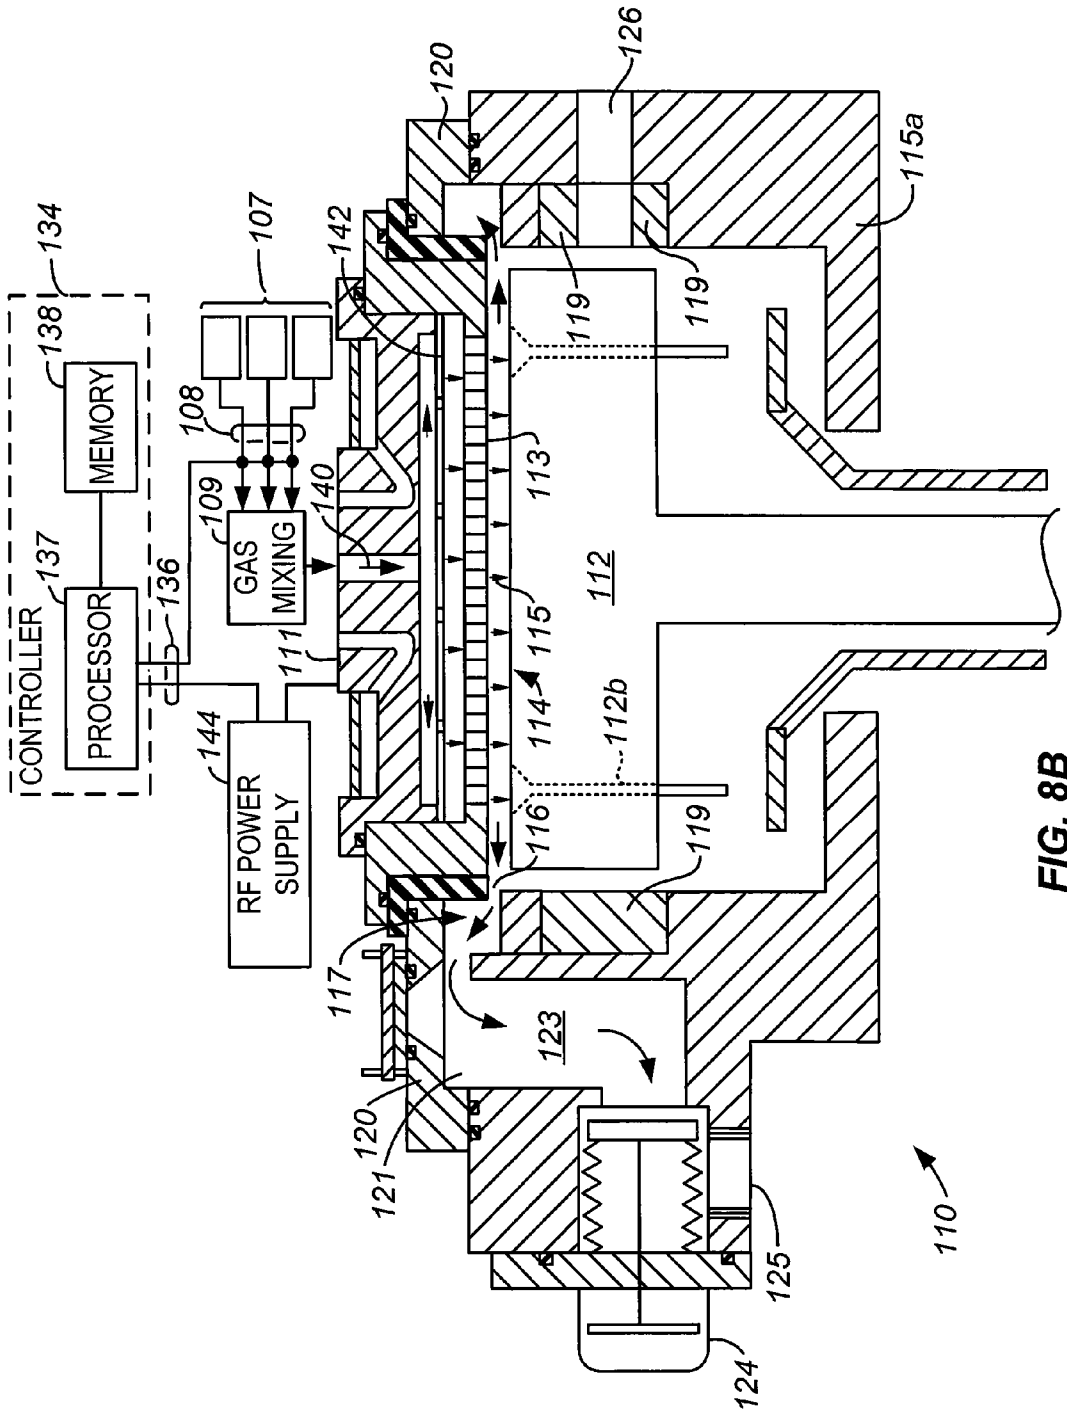 134
138
CONTROLLER
PROCESSOR
MEMORY
137
136
107
108
109
GAS
MIXING
144
RF POWER
SUPPLY
111
140
142
120
126
113
115
114
112
112b
116
117
119
119
119
115a
120
121
123
124
125
110
FIG. 8B